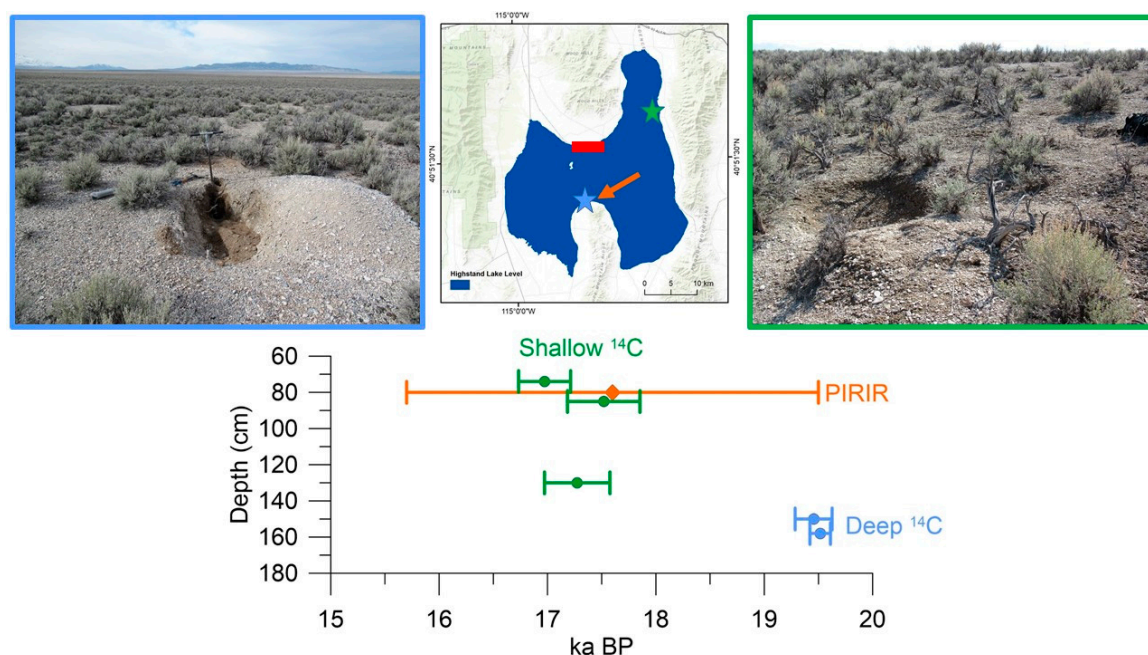 115°0'0"W
40°51'30"N
40°51'30"N
Highstand Lake Level
0 5 10 km
115°0'0"W
Shallow ¹⁴C
60
80
PIRIR
100
Depth (cm)
120
140
Deep ¹⁴C
160
180
15 16 17 18 19 20
ka BP